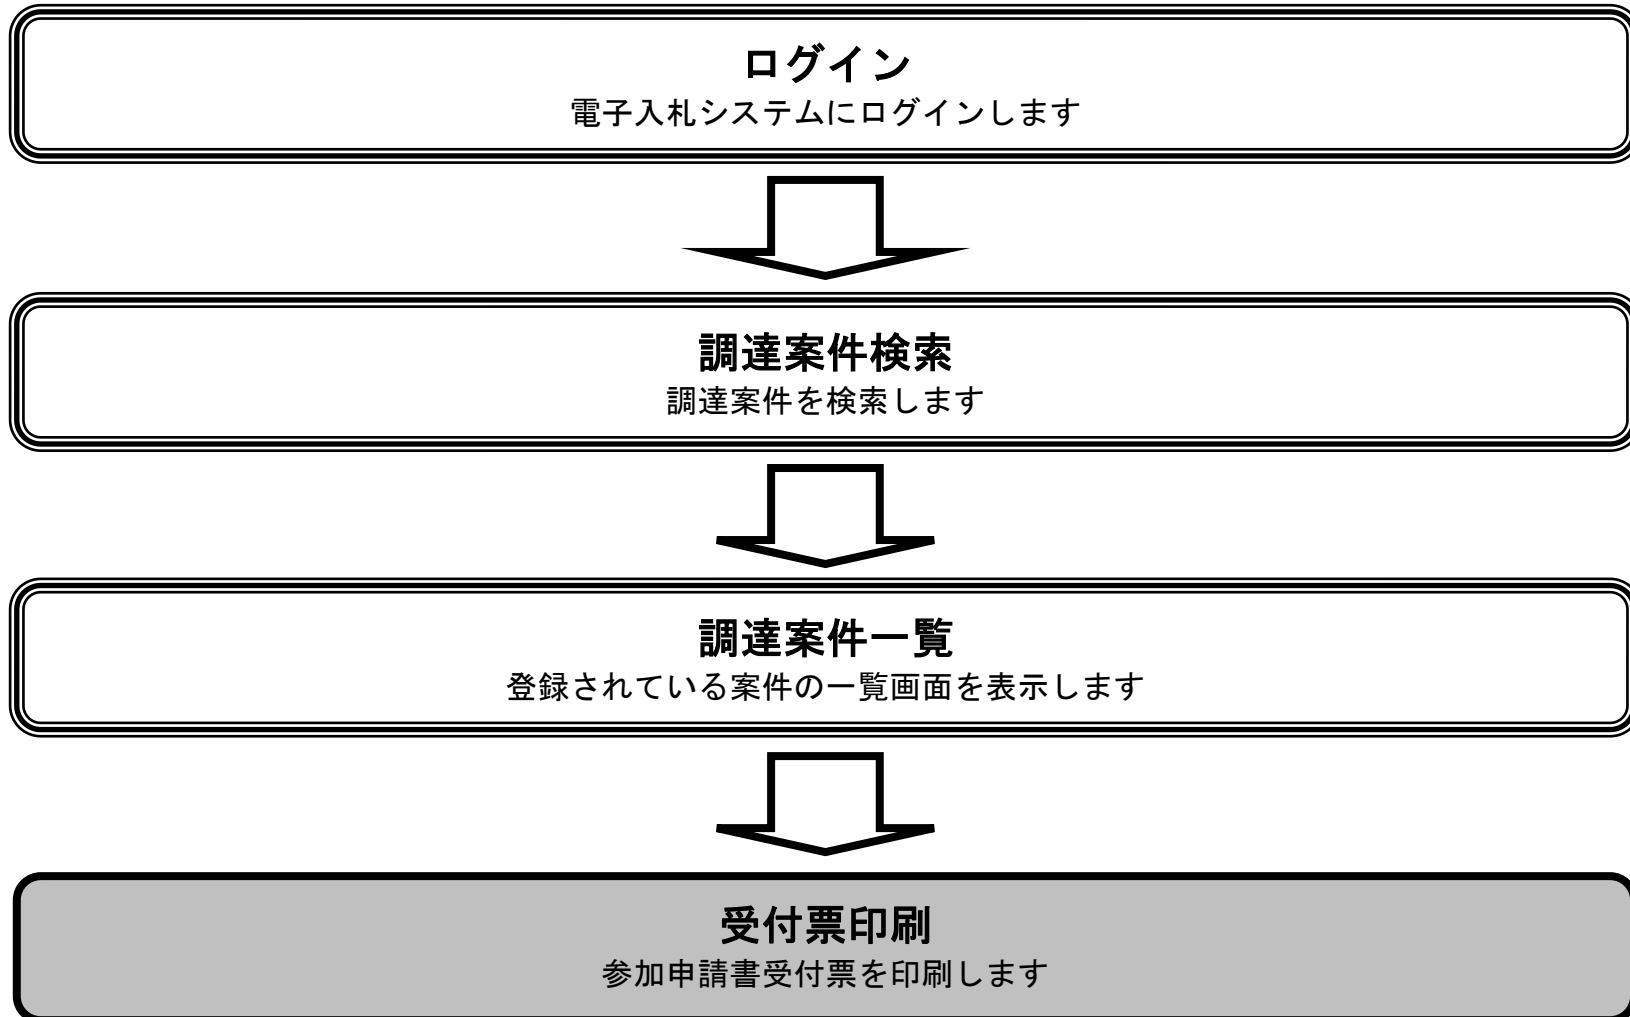 ログイン
電子入札システムにログインします
調達案件検索
調達案件を検索します
調達案件一覧
登録されている案件の一覧画面を表示します
受付票印刷
参加申請書受付票を印刷します